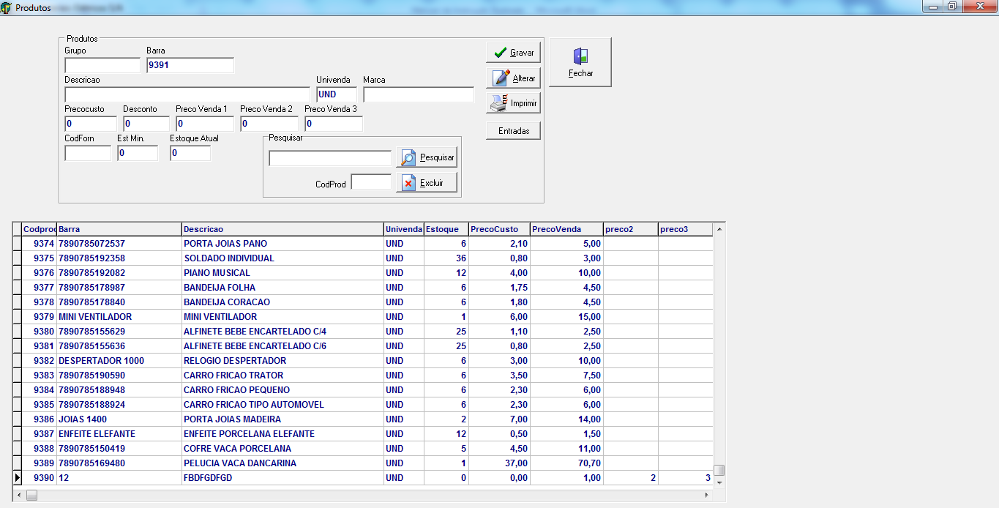 Produtos
Produtos
Grupo Barra
9391
Gravar
Fechar
Descricao Univenda Marca
UND
Alterar
Precocusto Desconto Preco Venda 1 Preco Venda 2 Preco Venda 3
0 0 0 0 0
Imprimir
CodForn Est Min. Estoque Atual
0 0
Entradas
Pesquisar
Pesquisar
CodProd Excluir
Codprod Barra Descricao Univenda Estoque PrecoCusto PrecoVenda preco2 preco3
9374 7890785072537 PORTA JOIAS PANO UND 6 2,10 5,00
9375 7890785192358 SOLDADO INDIVIDUAL UND 36 0,80 3,00
9376 7890785192082 PIANO MUSICAL UND 12 4,00 10,00
9377 7890785178987 BANDEIJA FOLHA UND 6 1,75 4,50
9378 7890785178840 BANDEIJA CORACAO UND 6 1,80 4,50
9379 MINI VENTILADOR MINI VENTILADOR UND 1 6,00 15,00
9380 7890785155629 ALFINETE BEBE ENCARTELADO C/4 UND 25 1,10 2,50
9381 7890785155636 ALFINETE BEBE ENCARTELADO C/6 UND 25 0,80 2,50
9382 DESPERTADOR 1000 RELOGIO DESPERTADOR UND 6 3,00 10,00
9383 7890785190590 CARRO FRICAO TRATOR UND 6 3,50 7,50
9384 7890785188948 CARRO FRICAO PEQUENO UND 6 2,30 6,00
9385 7890785188924 CARRO FRICAO TIPO AUTOMOVEL UND 6 2,30 6,00
9386 JOIAS 1400 PORTA JOIAS MADEIRA UND 2 7,00 14,00
9387 ENFEITE ELEFANTE ENFEITE PORCELANA ELEFANTE UND 12 0,50 1,50
9388 7890785150419 COFRE VACA PORCELANA UND 5 4,50 11,00
9389 7890785169480 PELUCIA VACA DANCARINA UND 1 37,00 70,70
9390 12 FBDFGDFGD UND 0 0,00 1,00 2 3